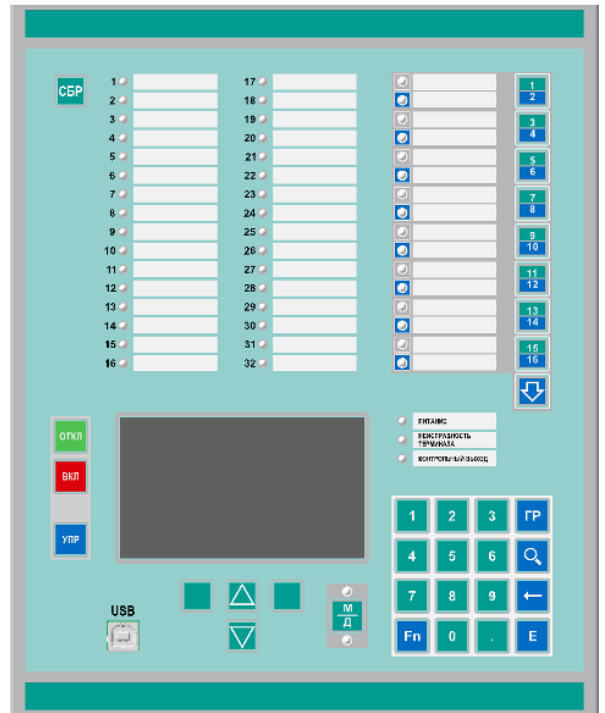 СБР
1 17 1
2 18 2
3 19 3
4 20 4
5 21 5
6 22 6
7 23 7
8 24 8
9 25 9
10 26 10
11 27 11
12 28 12
13 29 13
14 30 14
15 31 15
16 32 16
ПИТАНИЕ
НЕИСПРАВНОСТЬ
ТЕРМИНАЛА
КОНТРОЛЬНЫЙ ВЫХОД
ОТКЛ
ВКЛ
УПР
1 2 3 ГР
4 5 6
7 8 9
Fn 0 . E
USB
М
Д